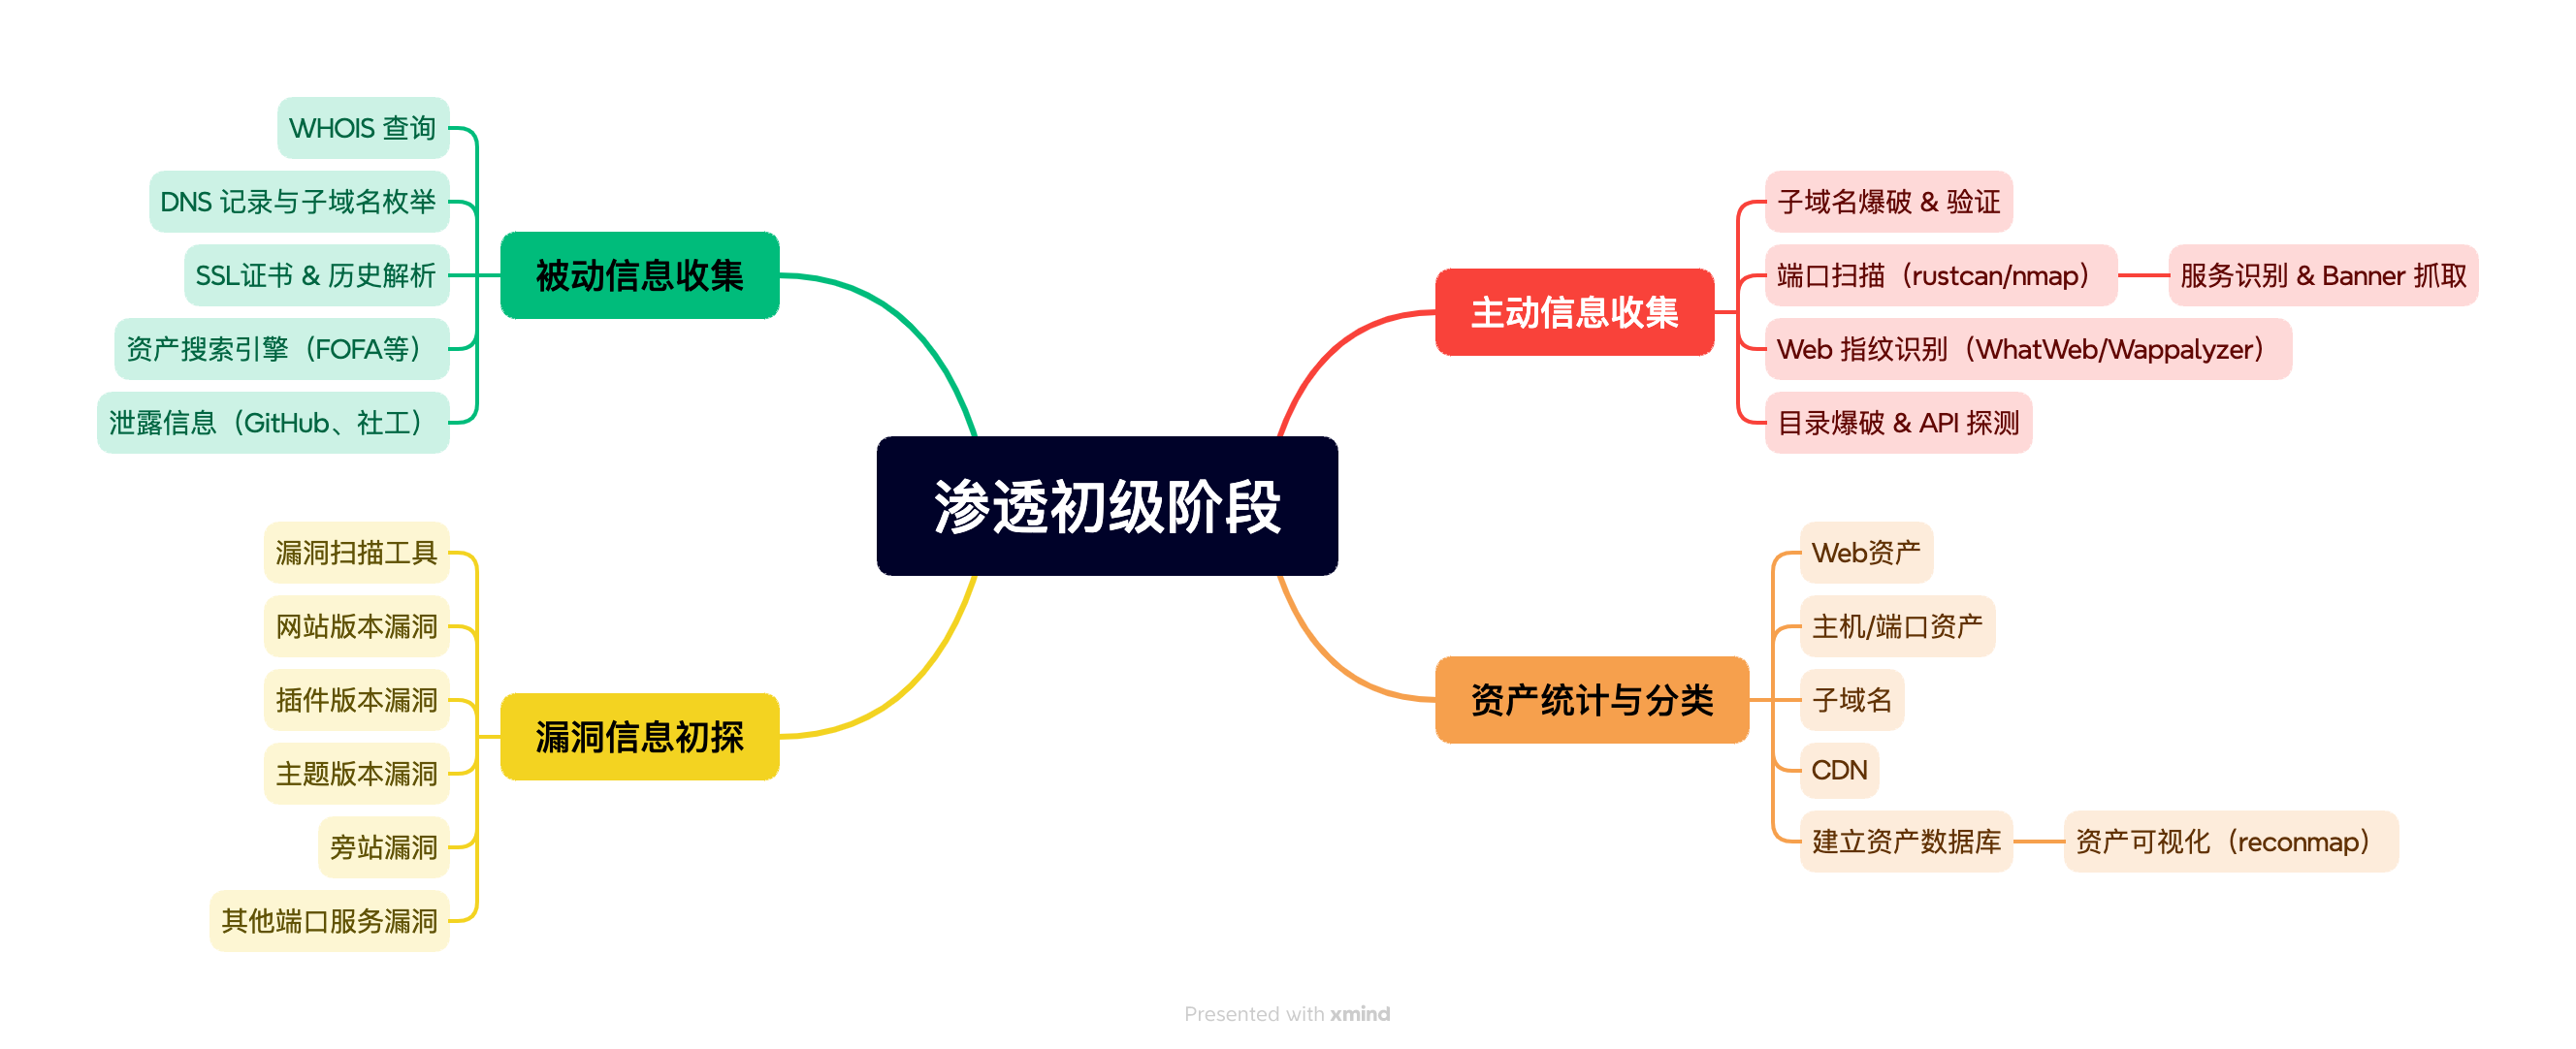 渗透初级阶段
主动信息收集
子域名爆破 & 验证
端口扫描（rustcan/nmap）
服务识别 & Banner 抓取
Web 指纹识别（WhatWeb/Wappalyzer）
目录爆破 & API 探测
资产统计与分类
Web资产
主机/端口资产
子域名
CDN
建立资产数据库
资产可视化（reconmap）
被动信息收集
WHOIS 查询
DNS 记录与子域名枚举
SSL证书 & 历史解析
资产搜索引擎（FOFA等）
泄露信息（GitHub、社工）
漏洞信息初探
漏洞扫描工具
网站版本漏洞
插件版本漏洞
主题版本漏洞
旁站漏洞
其他端口服务漏洞
Presented with xmind